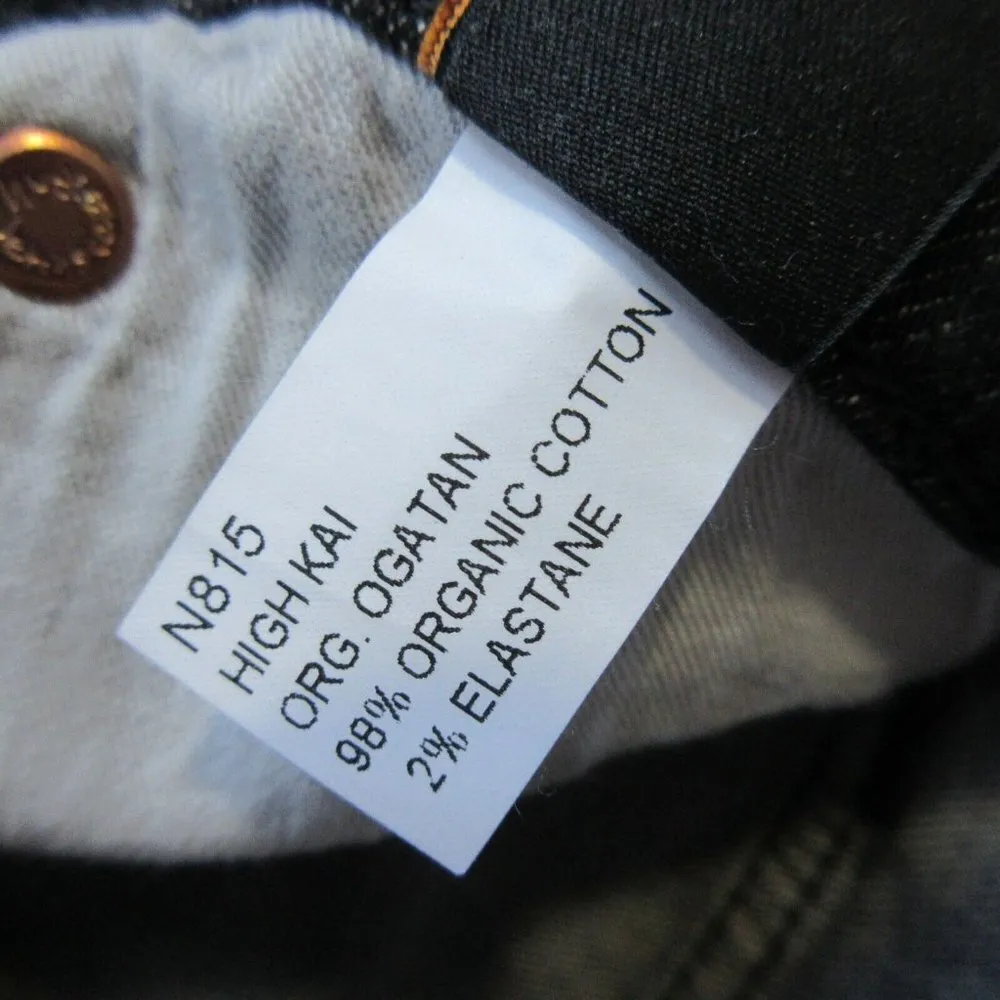 N815
HIGH KAI
ORG. OGATAN
98% ORGANIC COTTON
2% ELASTANE